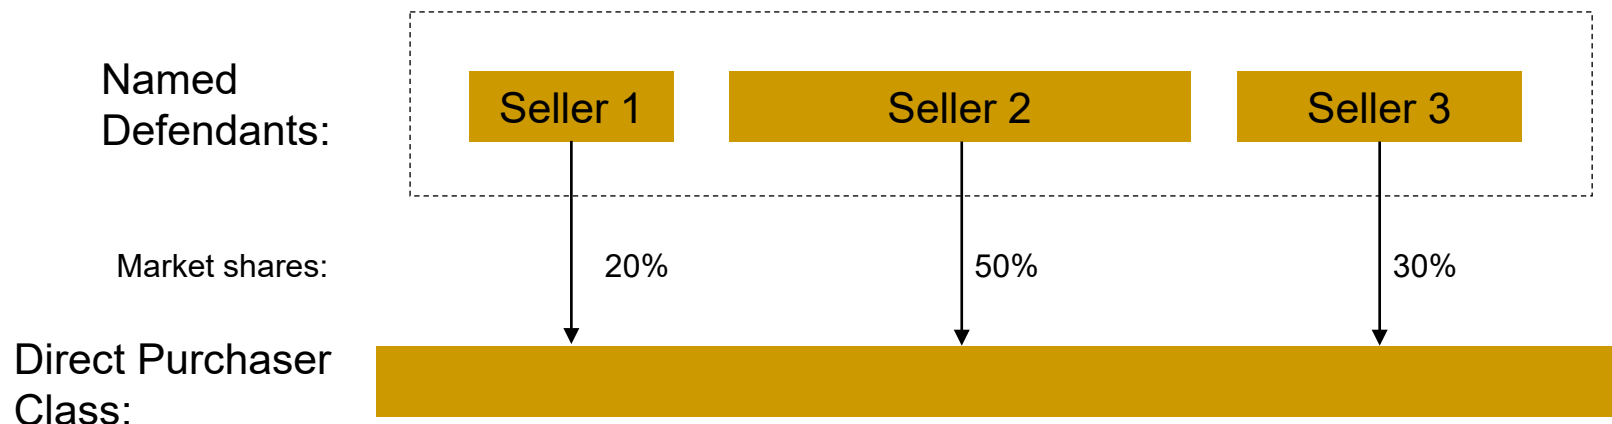 Named
Defendants:
Seller 1
Seller 2
Seller 3
Market shares:
20%
50%
30%
Direct Purchaser
Class: